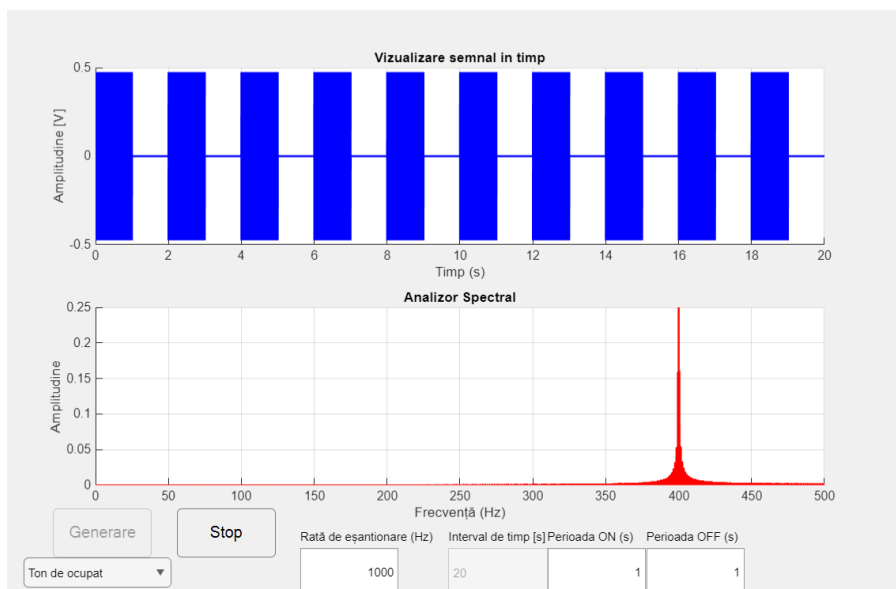 Vizualizare semnal in timp
0.5
0
-0.5
Amplitudine [V]
0 2 4 6 8 10 12 14 16 18 20
Timp (s)
Analizor Spectral
0.25
0.2
0.15
0.1
0.05
0
Amplitudine
0 50 100 150 200 250 300 350 400 450 500
Frecvență (Hz)
Generare Stop
Rată de eșantionare (Hz) Interval de timp [s] Perioada ON (s) Perioada OFF (s)
Ton de ocupat 1000 20 1 1